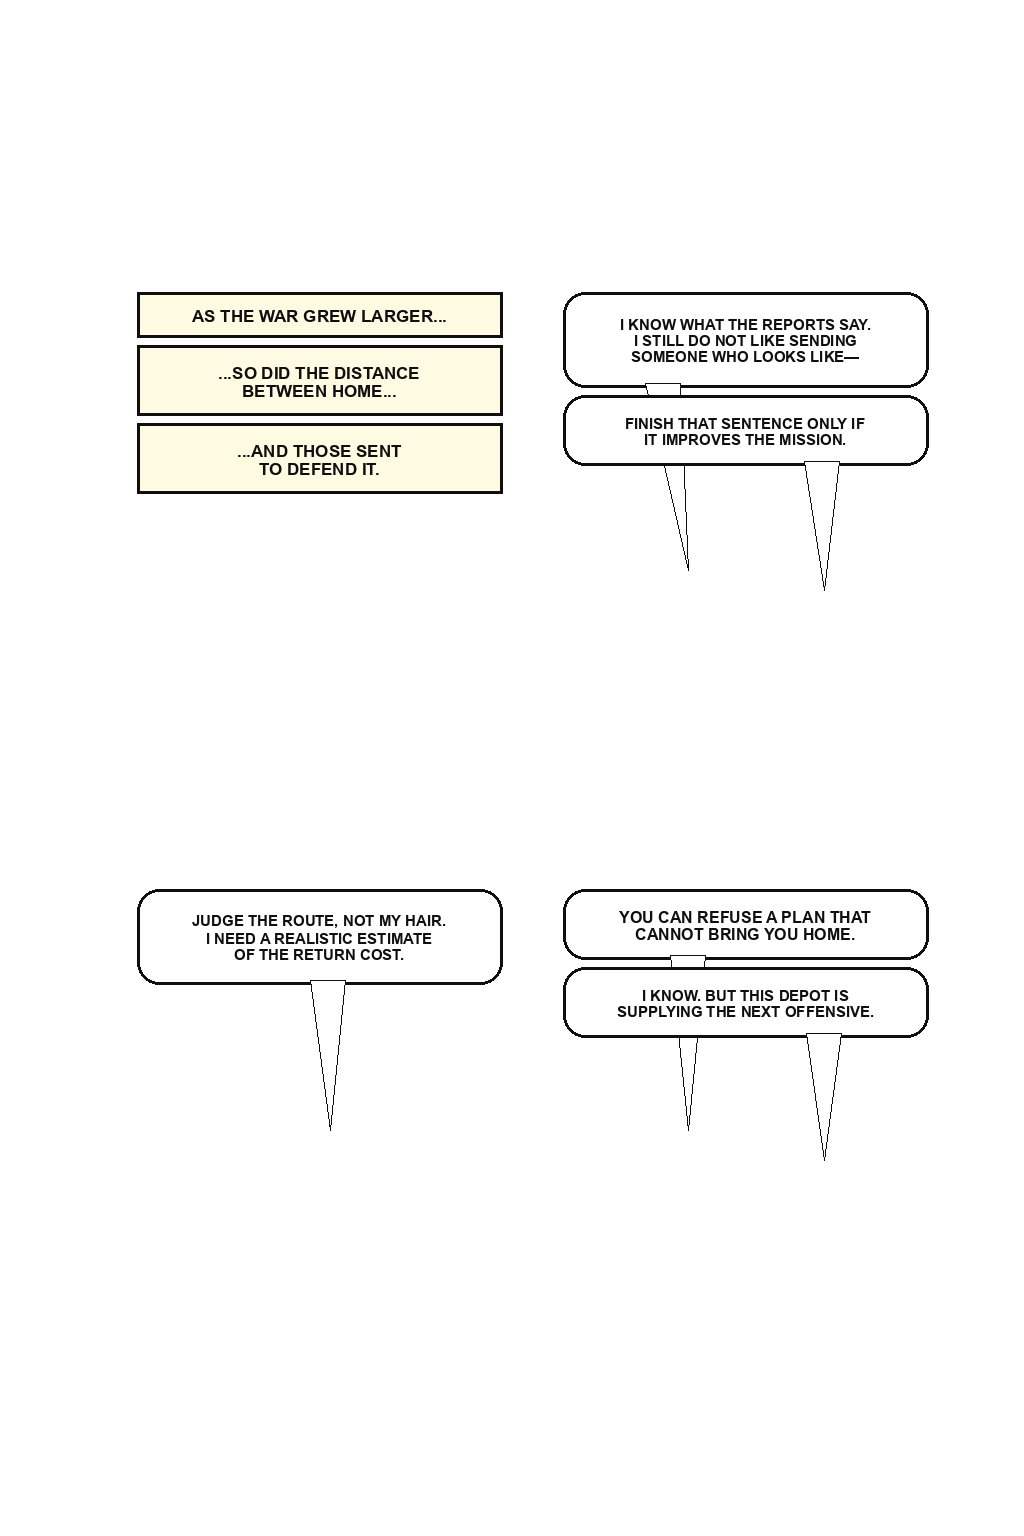 AS THE WAR GREW LARGER...
...SO DID THE DISTANCE
BETWEEN HOME...
...AND THOSE SENT
TO DEFEND IT.
I KNOW WHAT THE REPORTS SAY.
I STILL DO NOT LIKE SENDING
SOMEONE WHO LOOKS LIKE—
FINISH THAT SENTENCE ONLY IF
IT IMPROVES THE MISSION.
JUDGE THE ROUTE, NOT MY HAIR.
I NEED A REALISTIC ESTIMATE
OF THE RETURN COST.
YOU CAN REFUSE A PLAN THAT
CANNOT BRING YOU HOME.
I KNOW. BUT THIS DEPOT IS
SUPPLYING THE NEXT OFFENSIVE.